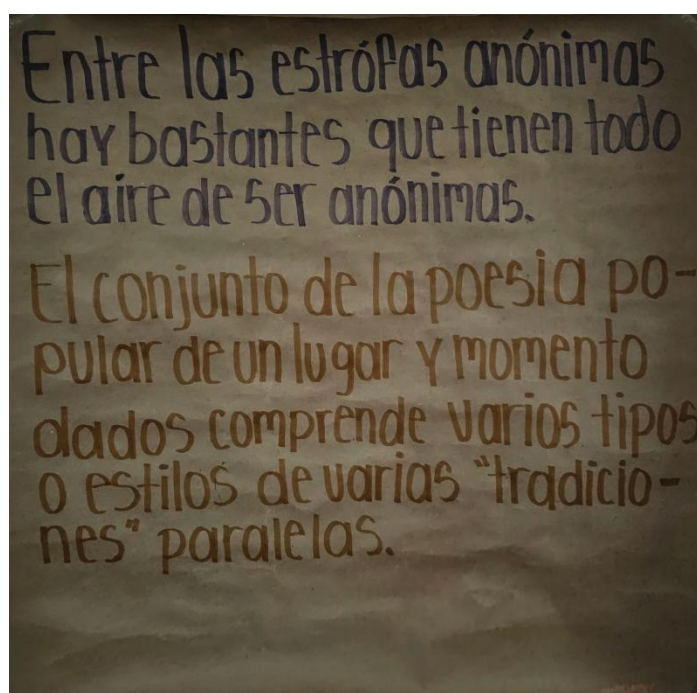 Entre las estrófas anónimas
hay bastantes que tienen todo
el aire de ser anónimas.
El conjunto de la poesia po-
pular de un lugar y momento
dados comprende varios tipos
o estilos de varias "tradicio-
nes" paralelas.